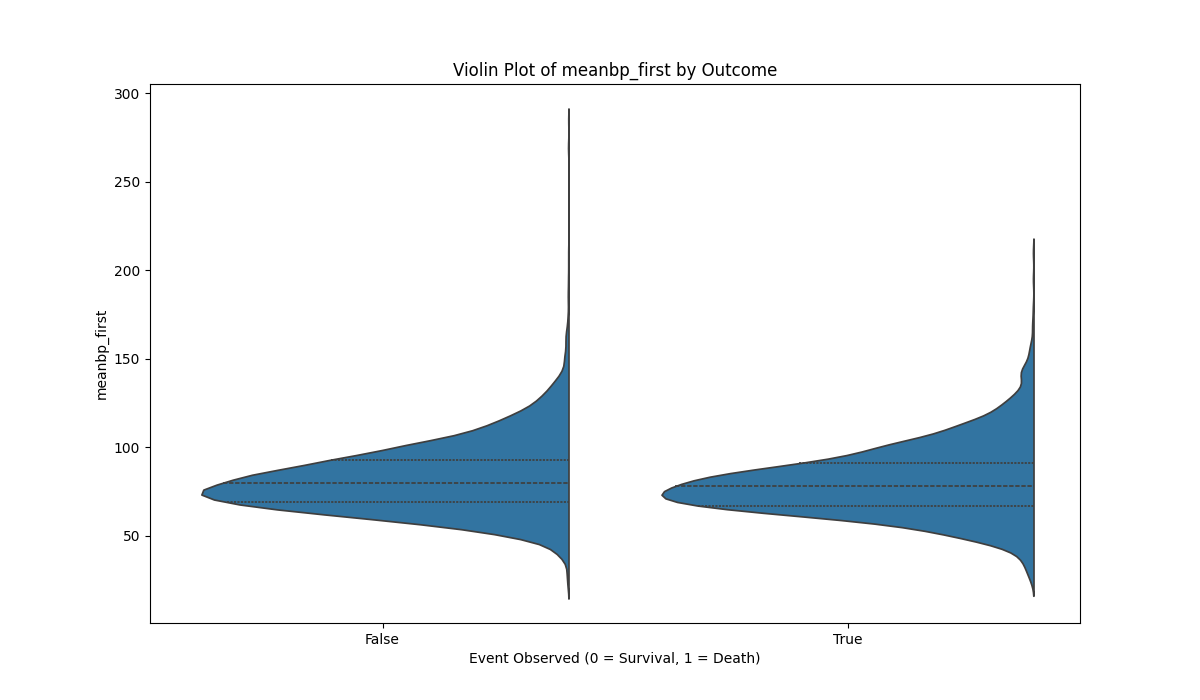 Violin Plot of meanbp_first by Outcome
300
250
200
150
100
50
meanbp_first
False
True
Event Observed (0 = Survival, 1 = Death)